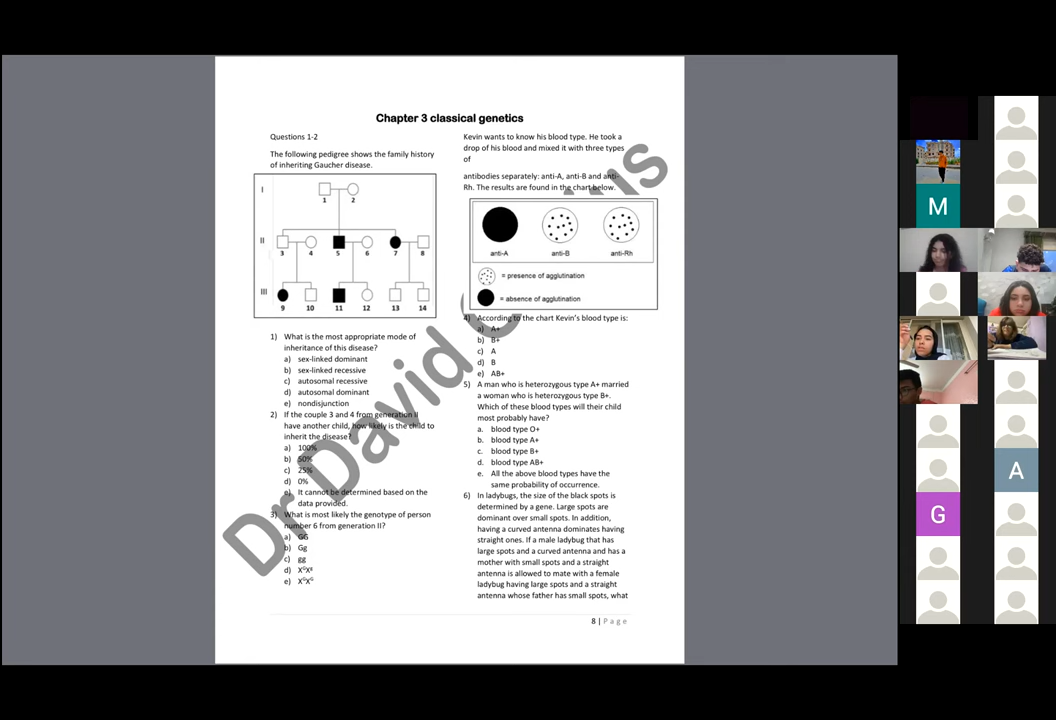 Chapter 3 classical genetics
Questions 1-2
The following pedigree shows the family history
of inheriting Gaucher disease.
I
1 2
II
3 4 5 6 7 8
III
9 10 11 12 13 14
1) What is the most appropriate mode of
inheritance of this disease?
a) sex-linked dominant
b) sex-linked recessive
c) autosomal recessive
d) autosomal dominant
e) nondisjunction
2) If the couple 3 and 4 from generation II
have another child, how likely is the child to
inherit the disease?
a) 100%
b) 50%
c) 25%
d) 0%
e) It cannot be determined based on the
data provided.
3) What is most likely the genotype of person
number 6 from generation II?
a) GG
b) Gg
c) gg
d) XᴳXᵍ
e) XᴳXᴳ
Kevin wants to know his blood type. He took a
drop of his blood and mixed it with three types
of
antibodies separately: anti-A, anti-B and anti-
Rh. The results are found in the chart below.
anti-A anti-B anti-Rh
= presence of agglutination
= absence of agglutination
4) According to the chart Kevin's blood type is:
a) A+
b) B+
c) A
d) B
e) AB+
5) A man who is heterozygous type A+ married
a woman who is heterozygous type B+.
Which of these blood types will their child
most probably have?
a. blood type O+
b. blood type A+
c. blood type B+
d. blood type AB+
e. All the above blood types have the
same probability of occurrence.
6) In ladybugs, the size of the black spots is
determined by a gene. Large spots are
dominant over small spots. In addition,
having a curved antenna dominates having
straight ones. If a male ladybug that has
large spots and a curved antenna and has a
mother with small spots and a straight
antenna is allowed to mate with a female
ladybug having large spots and a straight
antenna whose father has small spots, what
8 | Page
Dr David
M
A
G